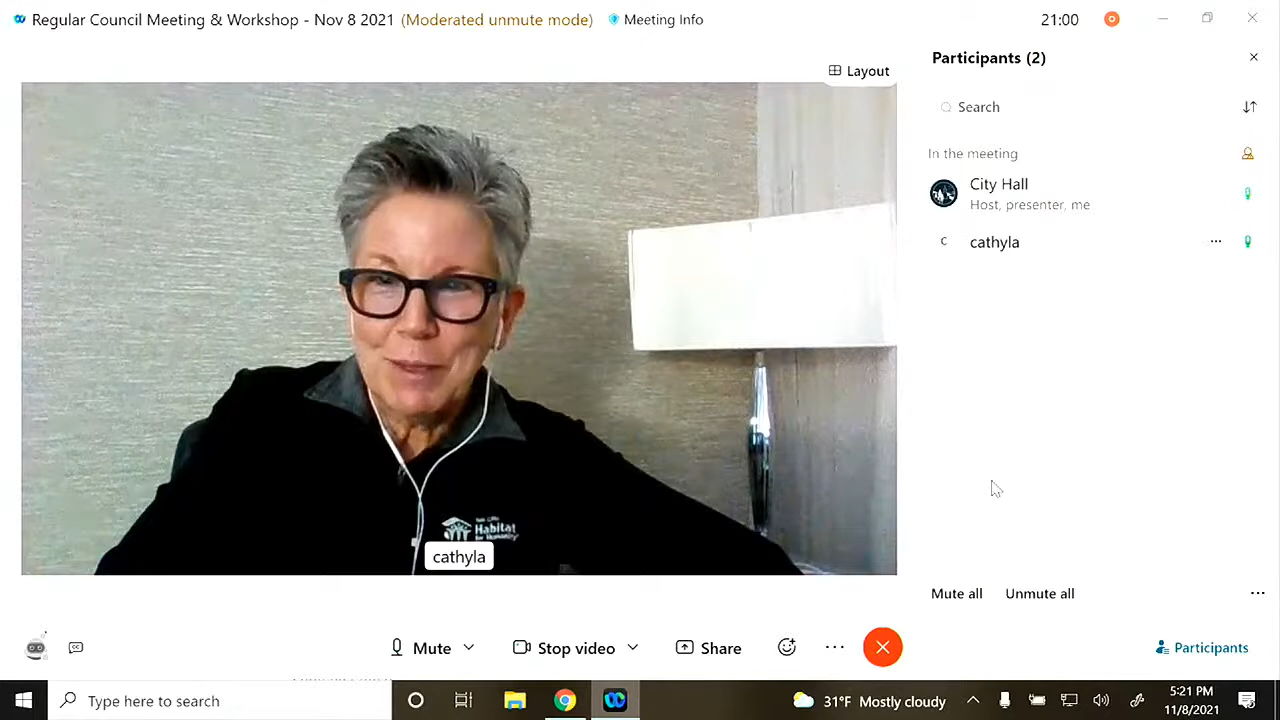 Regular Council Meeting & Workshop - Nov 8 2021 (Moderated unmute mode) Meeting Info 21:00
Participants (2)
Layout
Search
In the meeting
City Hall
Host, presenter, me
C cathyla
Habitat
for Humanity
cathyla
Mute all Unmute all
Mute Stop video Share Participants
Type here to search 31°F Mostly cloudy 5:21 PM
11/8/2021